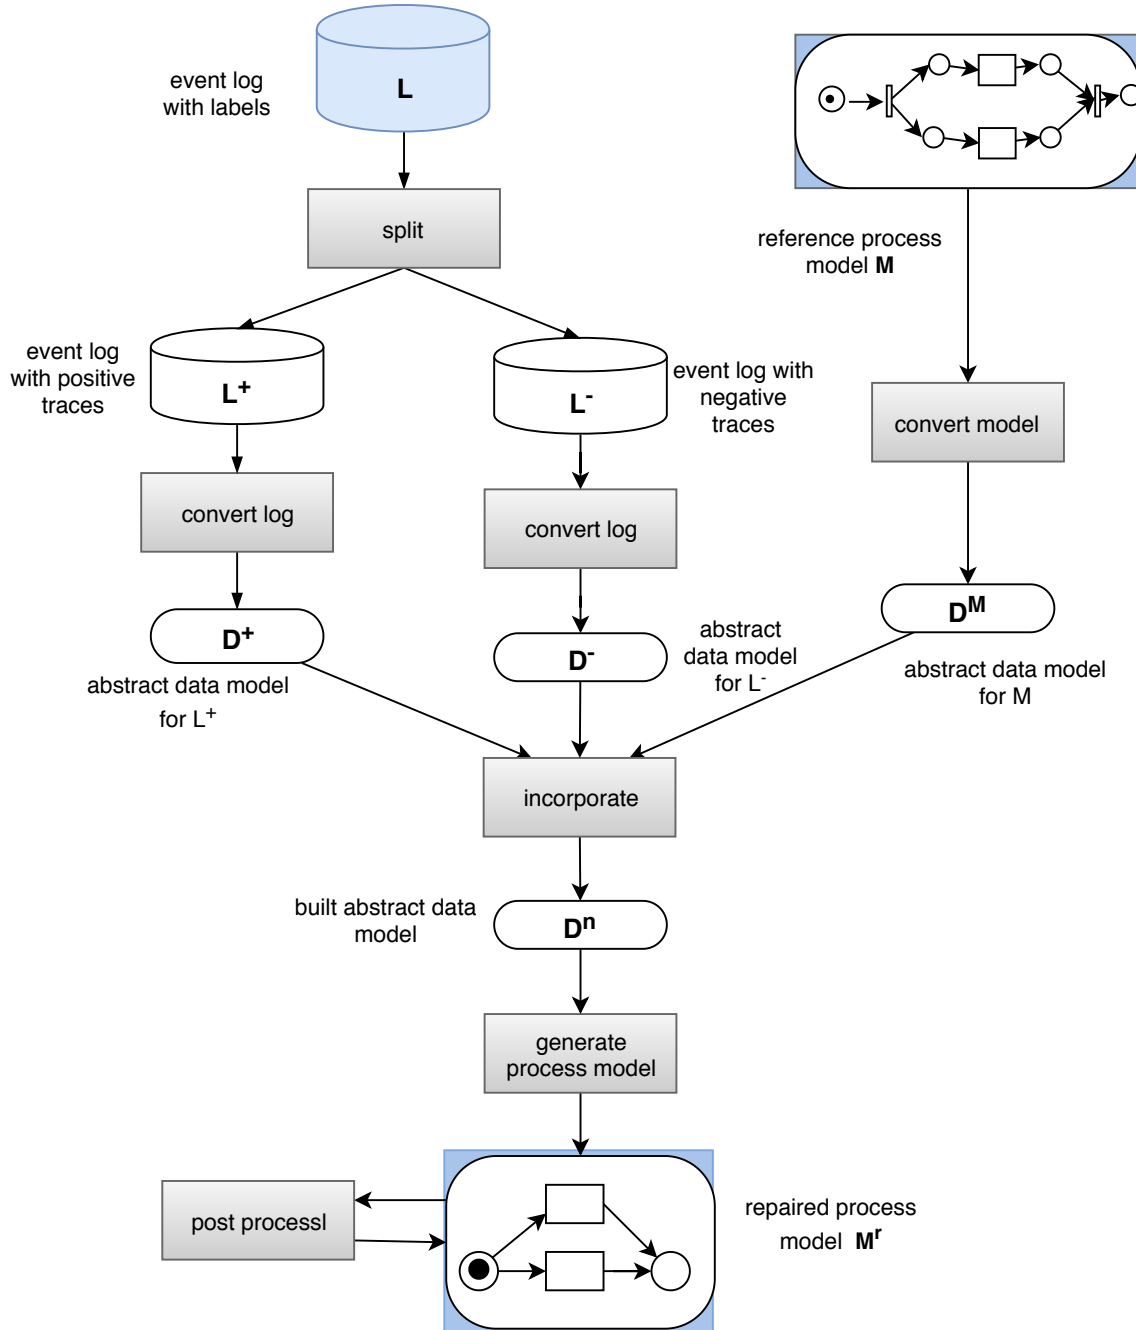 event log
with labels
L
split
reference process
model M
event log
with positive
traces
L+
L-
event log with
negative
traces
convert model
convert log
convert log
D+
D-
DM
abstract
data model
for L-
abstract data model
for L+
abstract data model
for M
incorporate
built abstract data
model
Dn
generate
process model
post processl
repaired process
model Mr